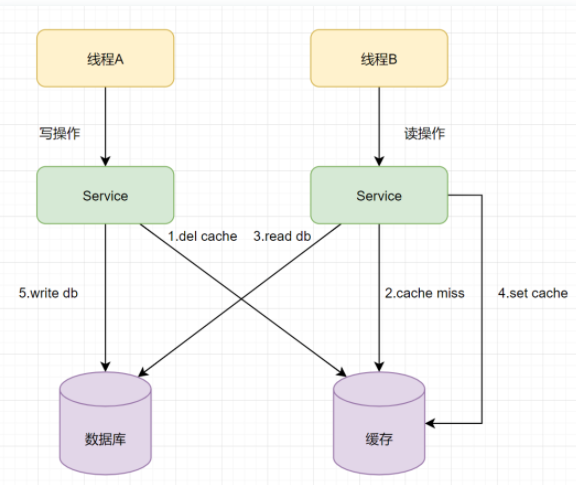 线程A
线程B
写操作
读操作
Service
Service
1.del cache
3.read db
5.write db
2.cache miss
4.set cache
数据库
缓存